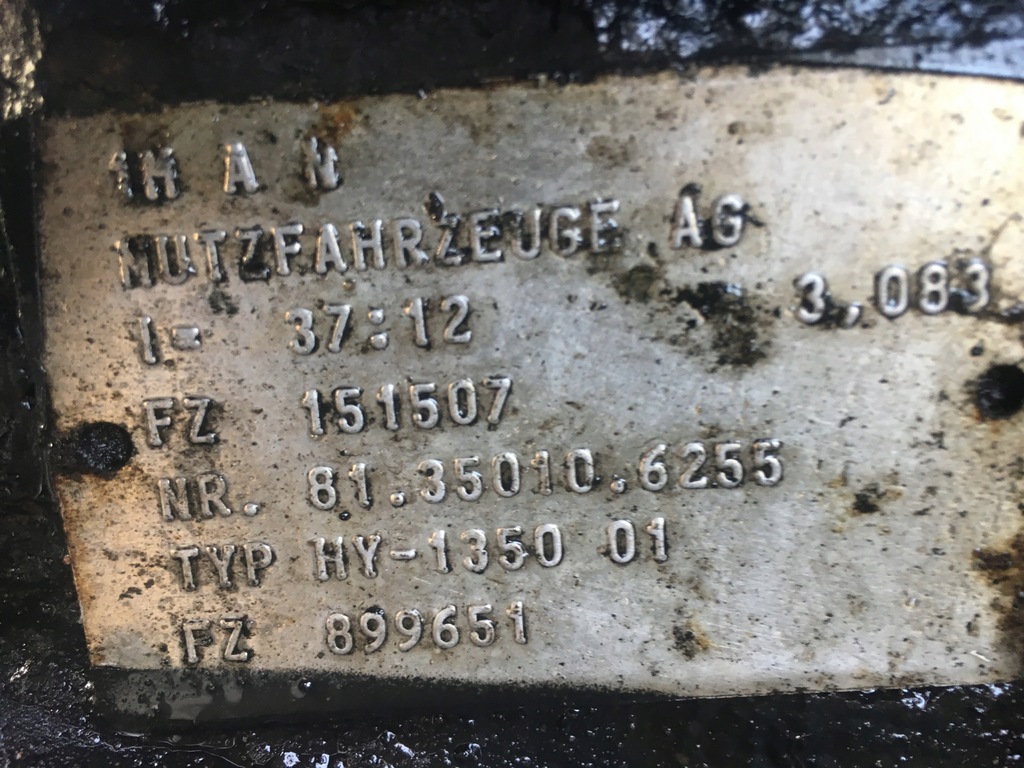 M A N
NUTZFAHRZEUGE AG
I= 37:12 3,083
FZ 151507
NR. 81.35010.6255
TYP HY-1350 01
FZ 899651